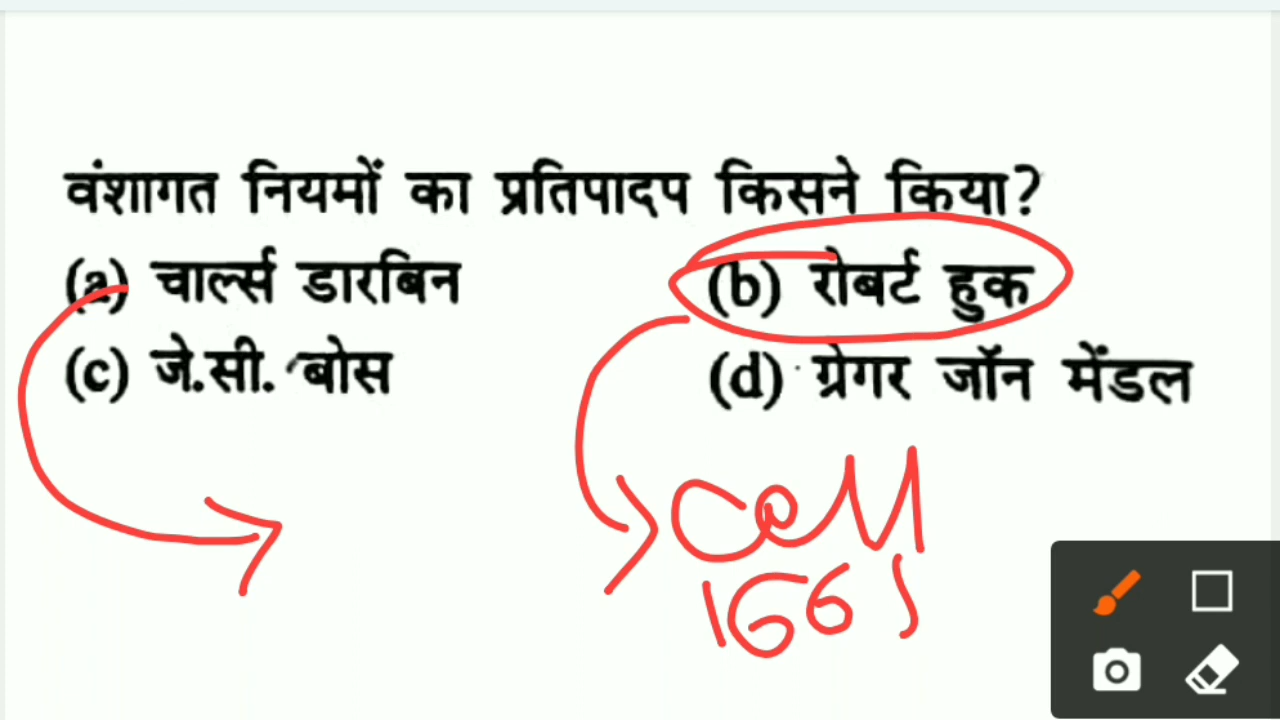 वंशागत नियमों का प्रतिपादप किसने किया?
(a) चार्ल्स डारबिन (b) रोबर्ट हुक
(c) जे.सी. बोस (d) ग्रेगर जॉन मेंडल
Cell
1665